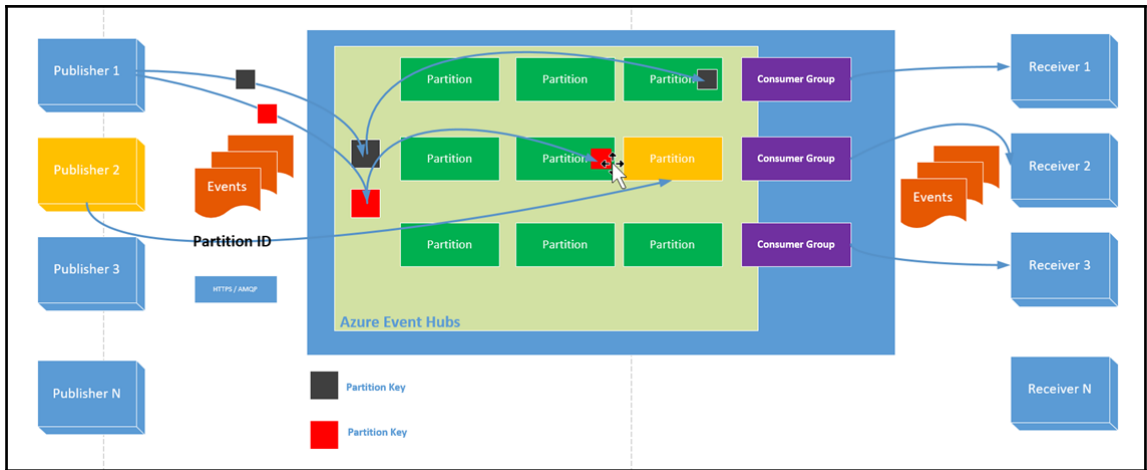 Publisher 1
Publisher 2
Publisher 3
Publisher N
Events
Partition ID
HTTPS / AMQP
Partition
Partition
Partition
Consumer Group
Partition
Partition
Partition
Consumer Group
Partition
Partition
Partition
Consumer Group
Azure Event Hubs
Partition Key
Partition Key
Events
Receiver 1
Receiver 2
Receiver 3
Receiver N